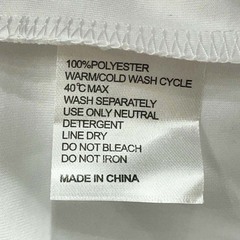 100%POLYESTER
WARM/COLD WASH CYCLE
40°C MAX
WASH SEPARATELY
USE ONLY NEUTRAL
DETERGENT
LINE DRY
DO NOT BLEACH
DO NOT IRON
MADE IN CHINA